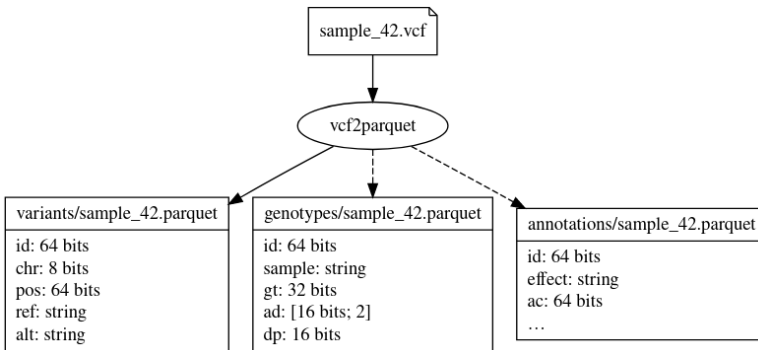 sample_42.vcf
vcf2parquet
variants/sample_42.parquet
id: 64 bits
chr: 8 bits
pos: 64 bits
ref: string
alt: string
genotypes/sample_42.parquet
id: 64 bits
sample: string
gt: 32 bits
ad: [16 bits; 2]
dp: 16 bits
annotations/sample_42.parquet
id: 64 bits
effect: string
ac: 64 bits
…